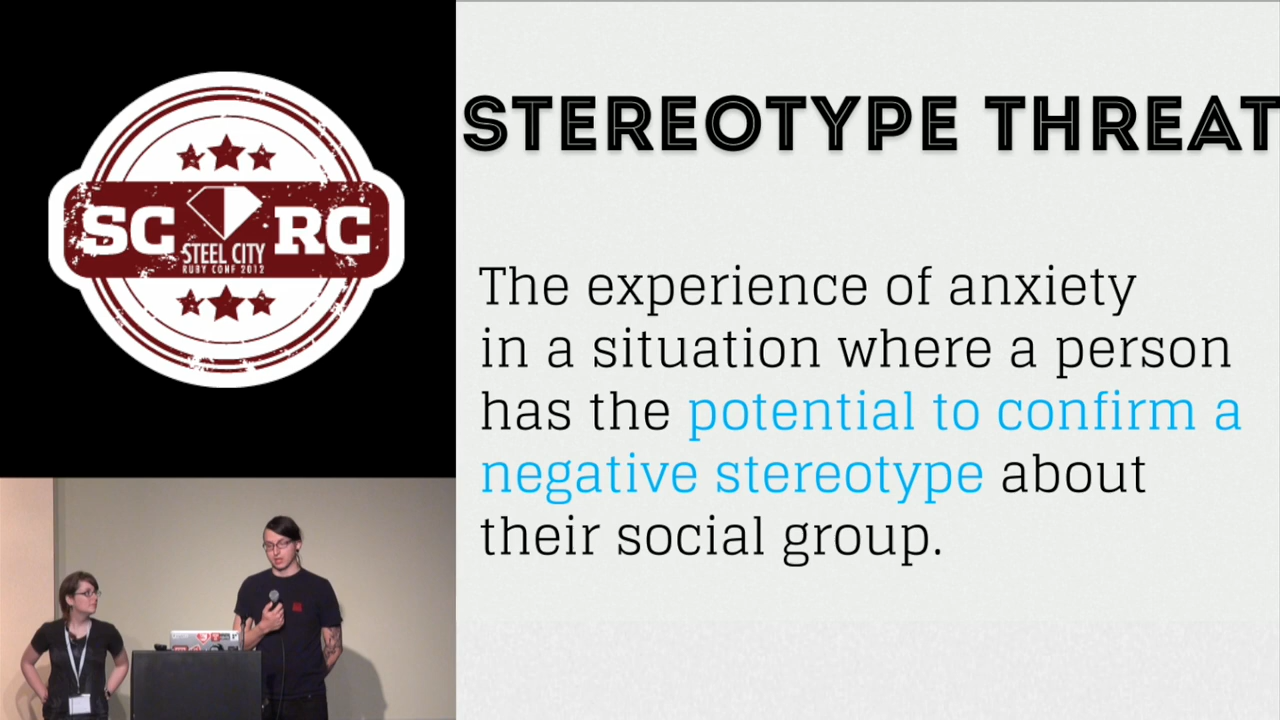 SC RC
STEEL CITY
RUBY CONF 2012
STEREOTYPE THREAT
The experience of anxiety
in a situation where a person
has the potential to confirm a
negative stereotype about
their social group.